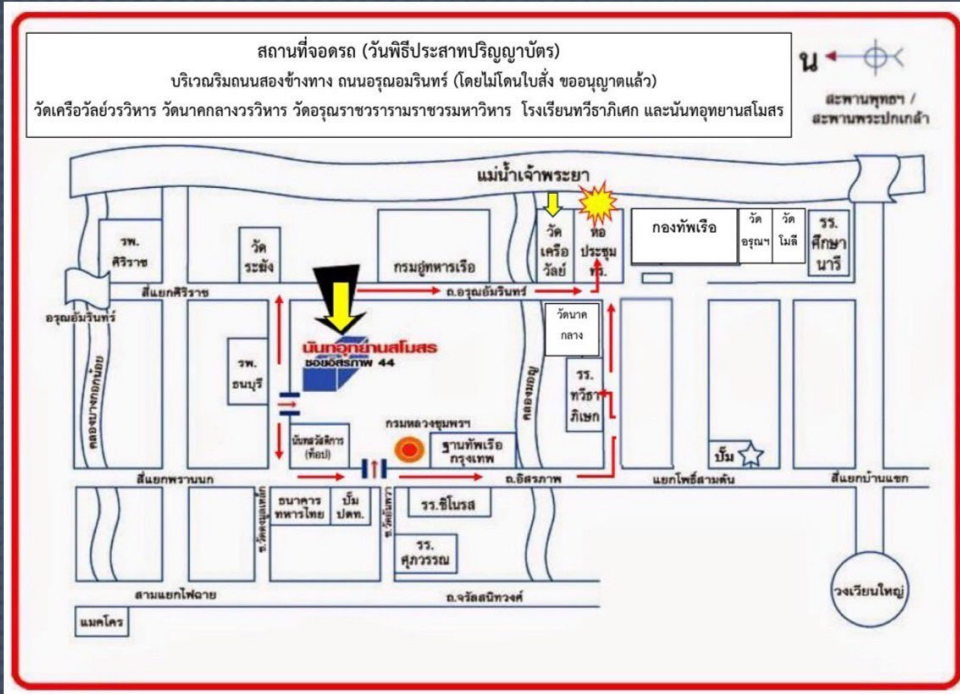 สถานที่จอดรถ (วันพิธีประสาทปริญญาบัตร)
บริเวณริมถนนสองข้างทาง ถนนอรุณอมรินทร์ (โดยไม่โดนใบสั่ง ขออนุญาตแล้ว)
วัดเครือวัลย์วรวิหาร วัดนาคกลางวรวิหาร วัดอรุณราชวรารามราชวรมหาวิหาร โรงเรียนทวีธาภิเศก และนันทอุทยานสโมสร
น
สะพานพุทธฯ /
สะพานพระปกเกล้า
แม่น้ำเจ้าพระยา
รพ.
ศิริราช
วัด
ระฆัง
กรมอู่ทหารเรือ
วัด
เครือ
วัลย์
หอ
ประชุม
ทร.
กองทัพเรือ
วัด
อรุณฯ
วัด
โมลี
รร.
ศึกษา
นารี
สี่แยกศิริราช
ถ.อรุณอัมรินทร์
อรุณอัมรินทร์
วัดนาค
กลาง
นันทอุทยานสโมสร
ซอยอิสรภาพ 44
รพ.
ธนบุรี
คลองบางกอกน้อย
คลองมอญ
รร.
ทวีธา
ภิเษก
กรมหลวงชุมพรฯ
นันทสวัสดิการ
(ท็อป)
ฐานทัพเรือ
กรุงเทพ
ปั๊ม
สี่แยกพรานนก
ถ.อิสรภาพ
แยกโพธิ์สามต้น
สี่แยกบ้านแขก
ซ.วัดดงมูลเหล็ก
ธนาคาร
ทหารไทย
ปั๊ม
ปตท.
ซ.วัดอัมพวา
รร.ชิโนรส
รร.
ศุภวรรณ
สามแยกไฟฉาย
ถ.จรัลสนิทวงศ์
วงเวียนใหญ่
แมคโคร